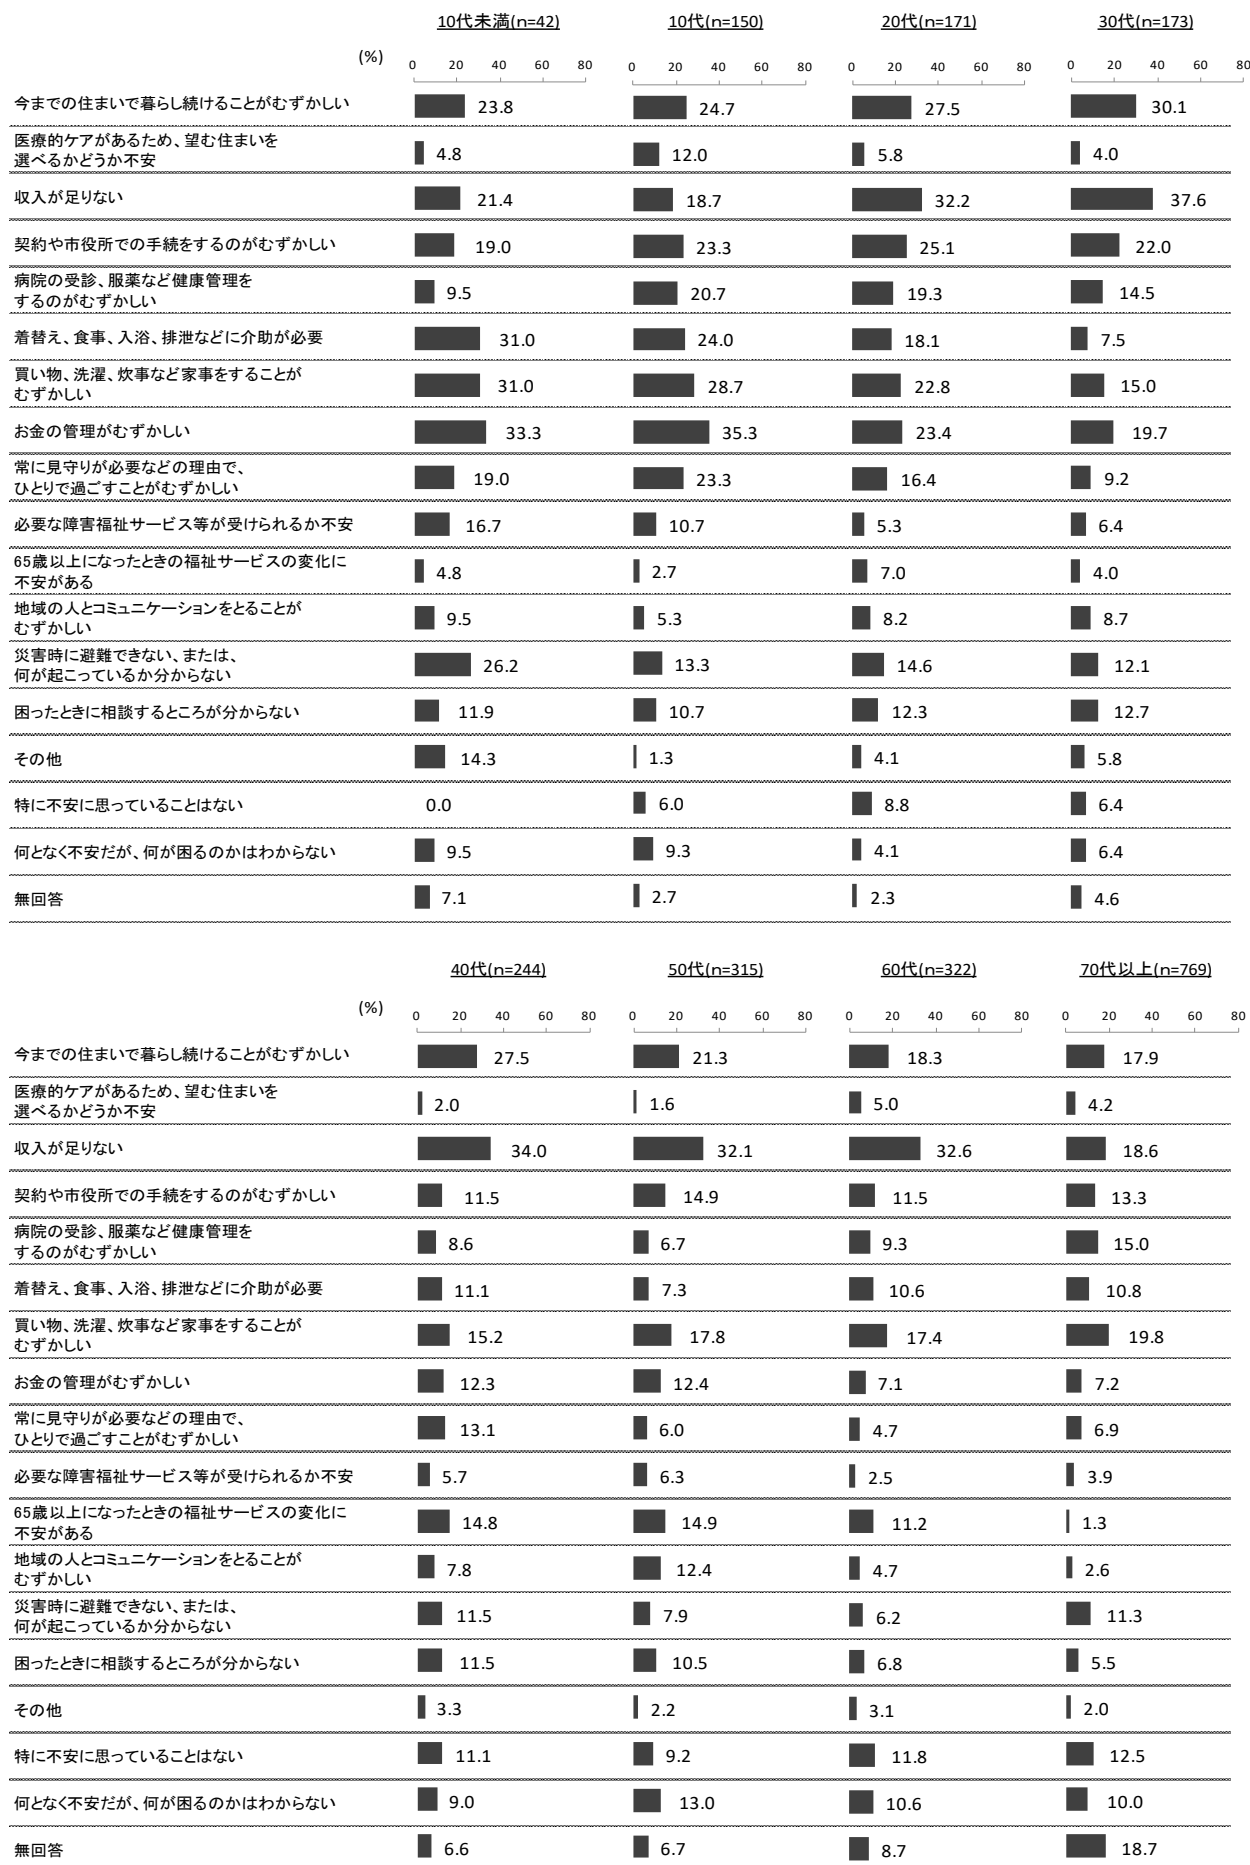 10代未満(n=42) 10代(n=150) 20代(n=171) 30代(n=173)
(%)
0 20 40 60 80 0 20 40 60 80 0 20 40 60 80 0 20 40 60 80
今までの住まいで暮らし続けることがむずかしい 23.8 24.7 27.5 30.1
医療的ケアがあるため、望む住まいを
選べるかどうか不安 4.8 12.0 5.8 4.0
収入が足りない 21.4 18.7 32.2 37.6
契約や市役所での手続をするのがむずかしい 19.0 23.3 25.1 22.0
病院の受診、服薬など健康管理を
するのがむずかしい 9.5 20.7 19.3 14.5
着替え、食事、入浴、排泄などに介助が必要 31.0 24.0 18.1 7.5
買い物、洗濯、炊事など家事をすることが
むずかしい 31.0 28.7 22.8 15.0
お金の管理がむずかしい 33.3 35.3 23.4 19.7
常に見守りが必要などの理由で、
ひとりで過ごすことがむずかしい 19.0 23.3 16.4 9.2
必要な障害福祉サービス等が受けられるか不安 16.7 10.7 5.3 6.4
65歳以上になったときの福祉サービスの変化に
不安がある 4.8 2.7 7.0 4.0
地域の人とコミュニケーションをとることが
むずかしい 9.5 5.3 8.2 8.7
災害時に避難できない、または、
何が起こっているか分からない 26.2 13.3 14.6 12.1
困ったときに相談するところが分からない 11.9 10.7 12.3 12.7
その他 14.3 1.3 4.1 5.8
特に不安に思っていることはない 0.0 6.0 8.8 6.4
何となく不安だが、何が困るのかはわからない 9.5 9.3 4.1 6.4
無回答 7.1 2.7 2.3 4.6
40代(n=244) 50代(n=315) 60代(n=322) 70代以上(n=769)
(%)
0 20 40 60 80 0 20 40 60 80 0 20 40 60 80 0 20 40 60 80
今までの住まいで暮らし続けることがむずかしい 27.5 21.3 18.3 17.9
医療的ケアがあるため、望む住まいを
選べるかどうか不安 2.0 1.6 5.0 4.2
収入が足りない 34.0 32.1 32.6 18.6
契約や市役所での手続をするのがむずかしい 11.5 14.9 11.5 13.3
病院の受診、服薬など健康管理を
するのがむずかしい 8.6 6.7 9.3 15.0
着替え、食事、入浴、排泄などに介助が必要 11.1 7.3 10.6 10.8
買い物、洗濯、炊事など家事をすることが
むずかしい 15.2 17.8 17.4 19.8
お金の管理がむずかしい 12.3 12.4 7.1 7.2
常に見守りが必要などの理由で、
ひとりで過ごすことがむずかしい 13.1 6.0 4.7 6.9
必要な障害福祉サービス等が受けられるか不安 5.7 6.3 2.5 3.9
65歳以上になったときの福祉サービスの変化に
不安がある 14.8 14.9 11.2 1.3
地域の人とコミュニケーションをとることが
むずかしい 7.8 12.4 4.7 2.6
災害時に避難できない、または、
何が起こっているか分からない 11.5 7.9 6.2 11.3
困ったときに相談するところが分からない 11.5 10.5 6.8 5.5
その他 3.3 2.2 3.1 2.0
特に不安に思っていることはない 11.1 9.2 11.8 12.5
何となく不安だが、何が困るのかはわからない 9.0 13.0 10.6 10.0
無回答 6.6 6.7 8.7 18.7